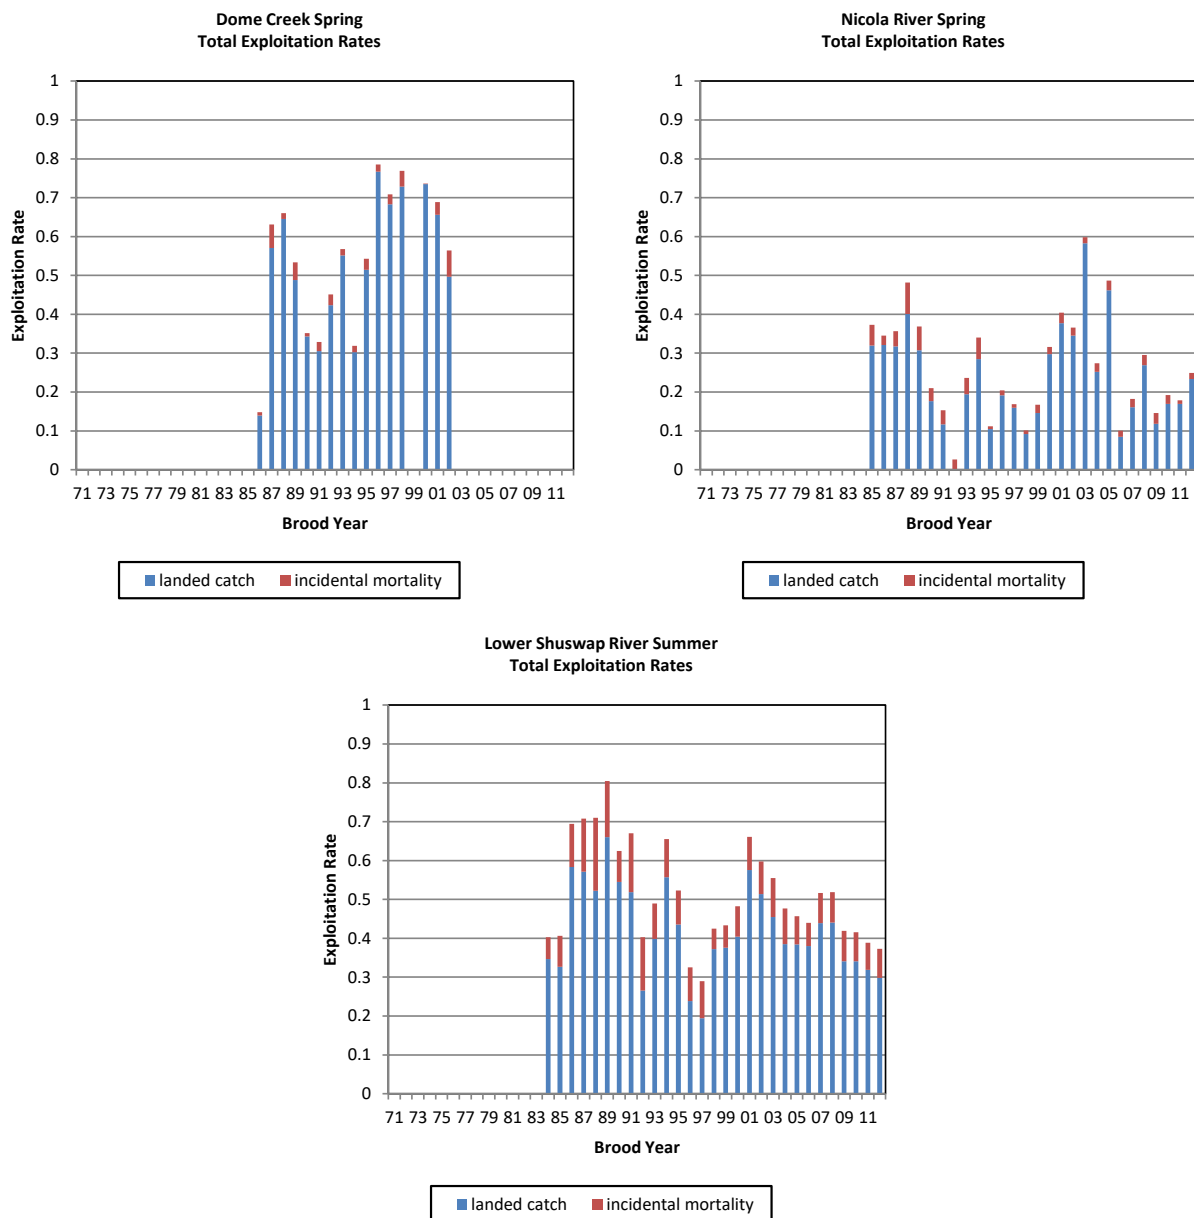 Dome Creek Spring
Total Exploitation Rates
1
0.9
0.8
0.7
0.6
0.5
0.4
0.3
0.2
0.1
0
Exploitation Rate
71 73 75 77 79 81 83 85 87 89 91 93 95 97 99 01 03 05 07 09 11
Brood Year
landed catch incidental mortality
Nicola River Spring
Total Exploitation Rates
1
0.9
0.8
0.7
0.6
0.5
0.4
0.3
0.2
0.1
0
Exploitation Rate
71 73 75 77 79 81 83 85 87 89 91 93 95 97 99 01 03 05 07 09 11
Brood Year
landed catch incidental mortality
Lower Shuswap River Summer
Total Exploitation Rates
1
0.9
0.8
0.7
0.6
0.5
0.4
0.3
0.2
0.1
0
Exploitation Rate
71 73 75 77 79 81 83 85 87 89 91 93 95 97 99 01 03 05 07 09 11
Brood Year
landed catch incidental mortality